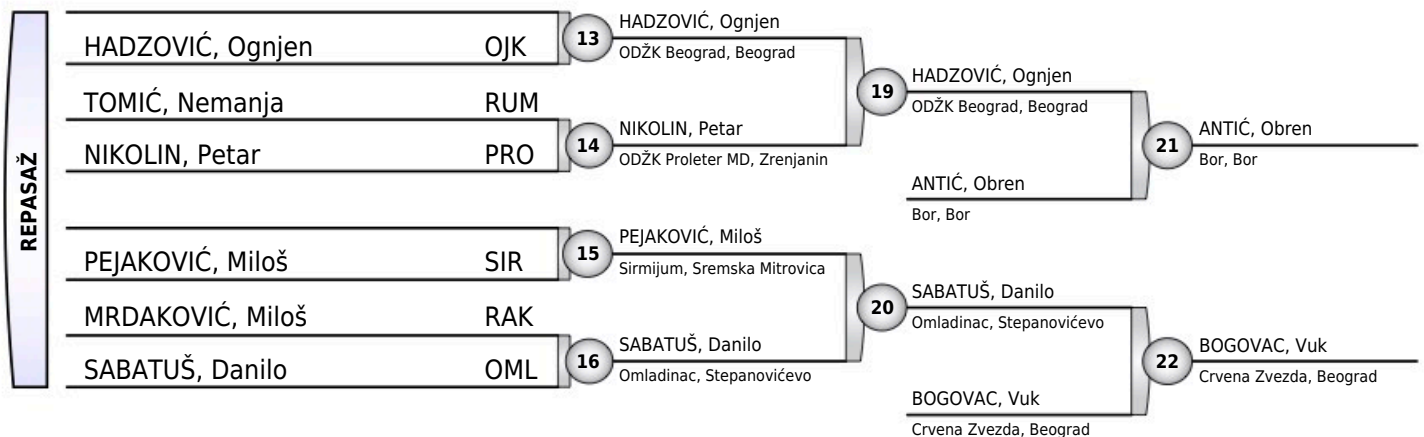 REPASAŽ
HADZOVIĆ, Ognjen OJK
TOMIĆ, Nemanja RUM
NIKOLIN, Petar PRO
PEJAKOVIĆ, Miloš SIR
MRDAKOVIĆ, Miloš RAK
SABATUŠ, Danilo OML
13
HADZOVIĆ, Ognjen
ODŽK Beograd, Beograd
14
NIKOLIN, Petar
ODŽK Proleter MD, Zrenjanin
15
PEJAKOVIĆ, Miloš
Sirmijum, Sremska Mitrovica
16
SABATUŠ, Danilo
Omladinac, Stepanovićevo
19
HADZOVIĆ, Ognjen
ODŽK Beograd, Beograd
ANTIĆ, Obren
Bor, Bor
20
SABATUŠ, Danilo
Omladinac, Stepanovićevo
BOGOVAC, Vuk
Crvena Zvezda, Beograd
21
ANTIĆ, Obren
Bor, Bor
22
BOGOVAC, Vuk
Crvena Zvezda, Beograd